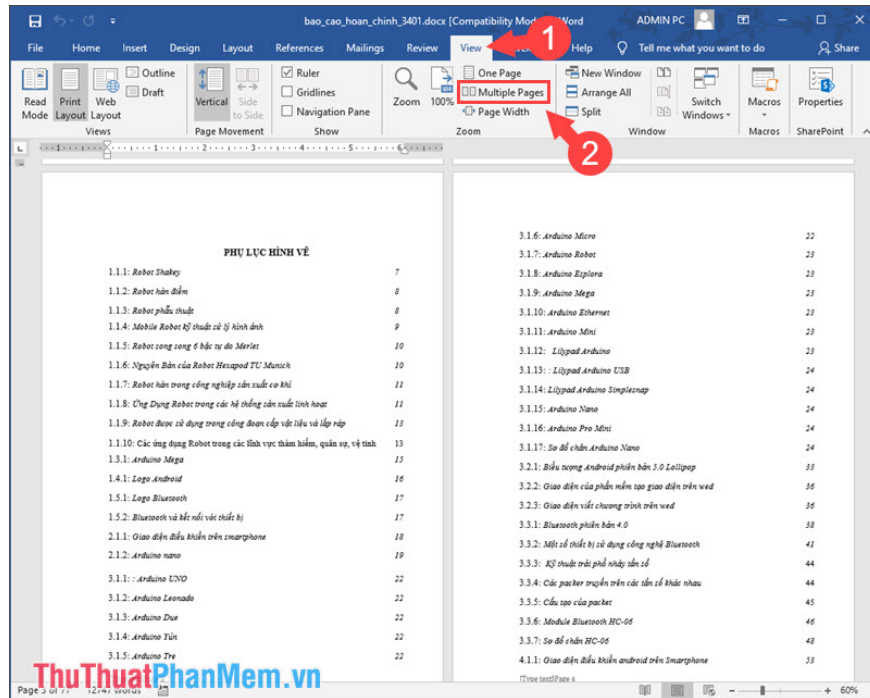 bao_cao_hoan_chinh_3401.docx [Compatibility Mod Word ADMIN PC
File Home Insert Design Layout References Mailings Review View Help Tell me what you want to do Share
1
Read Mode
Print Layout
Web Layout
Outline
Draft
Views
Vertical
Side to Side
Page Movement
Ruler
Gridlines
Navigation Pane
Show
Zoom
100%
One Page
Multiple Pages
Page Width
Zoom
New Window
Arrange All
Split
Switch Windows
Window
Macros
Macros
Properties
SharePoint
2
PHỤ LỤC HÌNH VẼ
1.1.1: Robot Shakey 7
1.1.2: Robot hàn điểm 8
1.1.3: Robot phẫu thuật 8
1.1.4: Mobile Robot kỹ thuật sử lý hình ảnh 9
1.1.5: Robot song song 6 bậc tự do Merlet 10
1.1.6: Nguyên Bản của Robot Hexapod TU Munich 10
1.1.7: Robot hàn trong công nghiệp sản xuất cơ khí 11
1.1.8: Ứng Dụng Robot trong các hệ thống sản xuất linh hoạt 11
1.1.9: Robot được sử dụng trong công đoạn cấp vật liệu và lắp ráp 13
1.1.10: Các ứng dụng Robot trong các lĩnh vực thám hiểm, quân sự, vệ tinh 13
1.3.1: Arduino Mega 15
1.4.1: Logo Android 16
1.5.1: Logo Bluetooth 17
1.5.2: Bluetooth và kết nối với thiết bị 17
2.1.1: Giao diện điều khiển trên smartphone 18
2.1.2: Arduino nano 19
3.1.1: : Arduino UNO 22
3.1.2: Arduino Leonado 22
3.1.3: Arduino Due 22
3.1.4: Arduino Yún 22
3.1.5: Arduino Tre 22
3.1.6: Arduino Micro 22
3.1.7: Arduino Robot 23
3.1.8: Arduino Esplora 23
3.1.9: Arduino Mega 23
3.1.10: Arduino Ethernet 23
3.1.11: Arduino Mini 23
3.1.12: Lilypad Arduino 23
3.1.13: : Lilypad Arduino USB 24
3.1.14: Lilypad Arduino Simplesnap 24
3.1.15: Arduino Nano 24
3.1.16: Arduino Pro Mini 24
3.1.17: Sơ đồ chân Arduino Nano 24
3.2.1: Biểu tượng Android phiên bản 5.0 Lollipop 33
3.2.2: Giao diện của phần mềm tạo giao diện trên wed 36
3.2.3: Giao diện viết chương trình trên wed 36
3.3.1: Bluetooth phiên bản 4.0 38
3.3.2: Một số thiết bị sử dụng công nghệ Bluetooth 41
3.3.3: Kỹ thuật trải phổ nhảy tần số 44
3.3.4: Các packer truyền trên các tần số khác nhau 44
3.3.5: Cấu tạo của packet 45
3.3.6: Module Bluetooth HC-06 46
3.3.7: Sơ đồ chân HC-06 48
4.1.1: Giao diện điều khiển android trên Smartphone 53
[Type text]Page 4
ThuThuatPhanMem.vn
Page 3 of 77 12747 words
60%